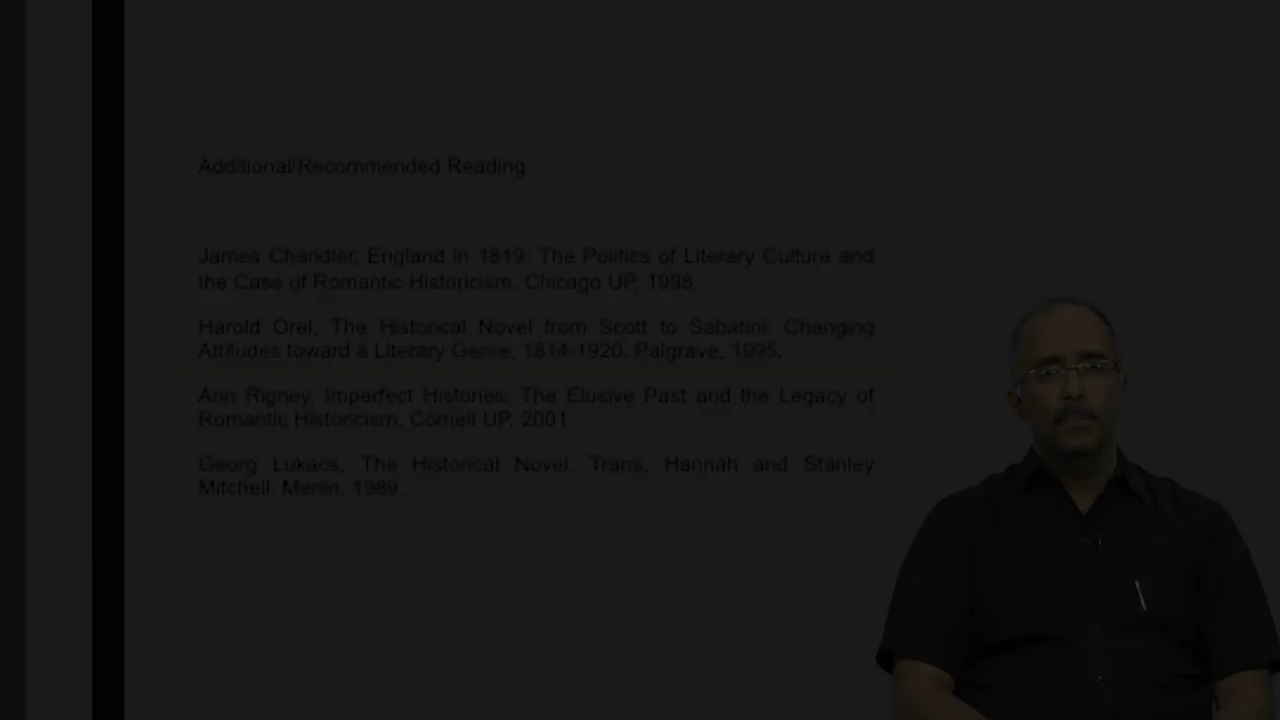 Additional/Recommended Reading
James Chandler, England in 1819: The Politics of Literary Culture and
the Case of Romantic Historicism. Chicago UP, 1998.
Harold Orel, The Historical Novel from Scott to Sabatini: Changing
Attitudes toward a Literary Genre, 1814-1920. Palgrave, 1995.
Ann Rigney, Imperfect Histories: The Elusive Past and the Legacy of
Romantic Historicism. Cornell UP, 2001.
Georg Lukacs, The Historical Novel. Trans. Hannah and Stanley
Mitchell. Merlin, 1989.